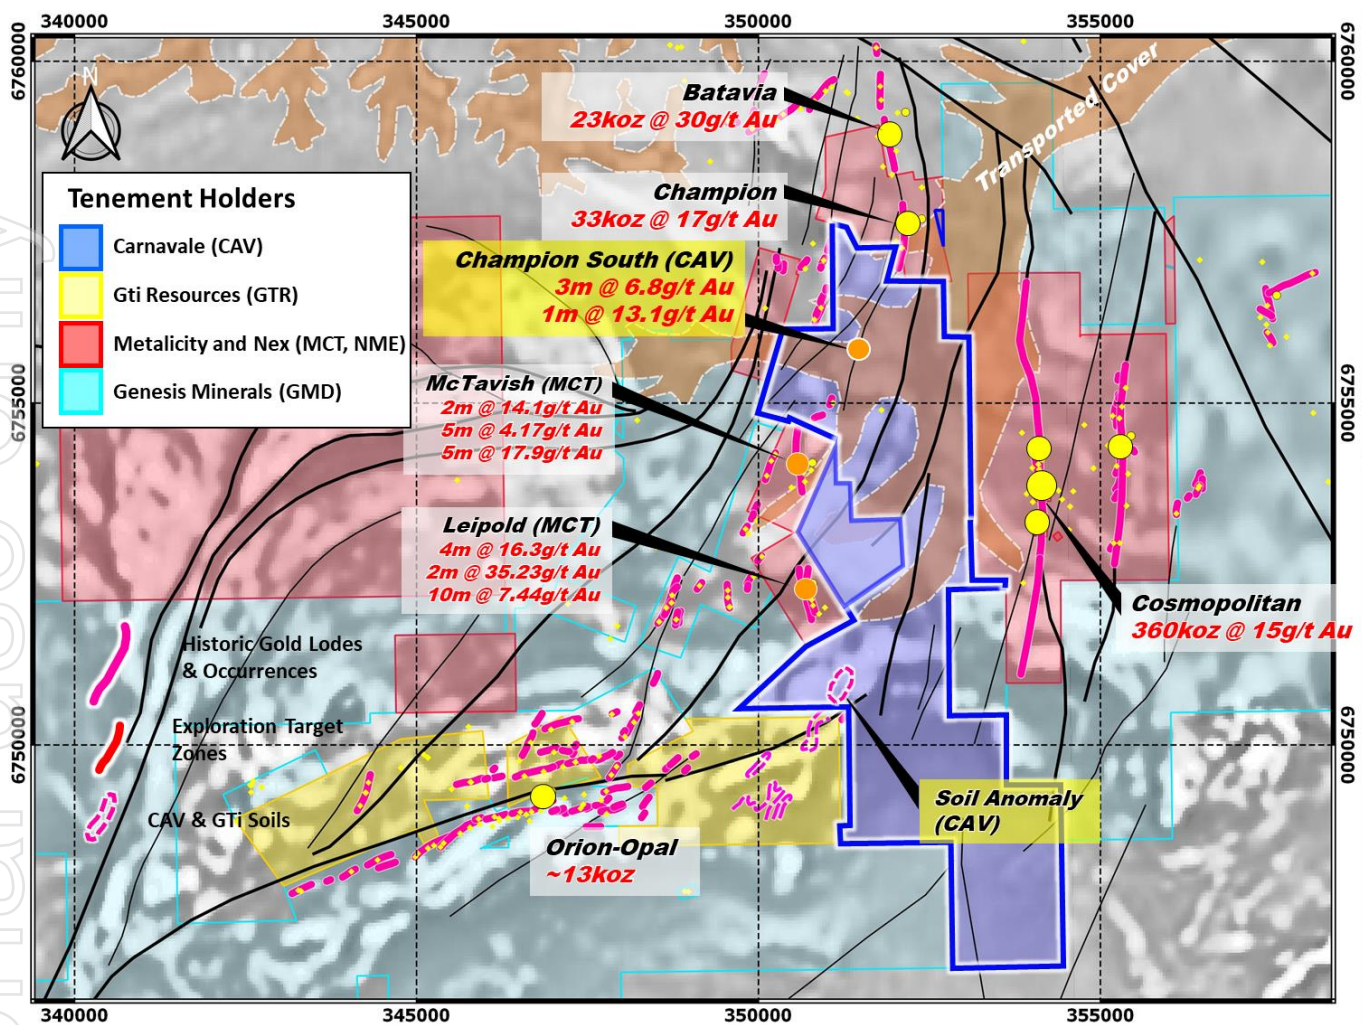 340000
345000
350000
355000
6760000
6760000
N
Transported Cover
Batavia
23koz @ 30g/t Au
Tenement Holders
Carnavale (CAV)
Gti Resources (GTR)
Metalicity and Nex (MCT, NME)
Genesis Minerals (GMD)
Champion
33koz @ 17g/t Au
Champion South (CAV)
3m @ 6.8g/t Au
1m @ 13.1g/t Au
6755000
6755000
McTavish (MCT)
2m @ 14.1g/t Au
5m @ 4.17g/t Au
5m @ 17.9g/t Au
Leipold (MCT)
4m @ 16.3g/t Au
2m @ 35.23g/t Au
10m @ 7.44g/t Au
Cosmopolitan
360koz @ 15g/t Au
Historic Gold Lodes
& Occurrences
Exploration Target
Zones
6750000
6750000
CAV & GTi Soils
Soil Anomaly
(CAV)
Orion-Opal
~13koz
340000
345000
350000
355000